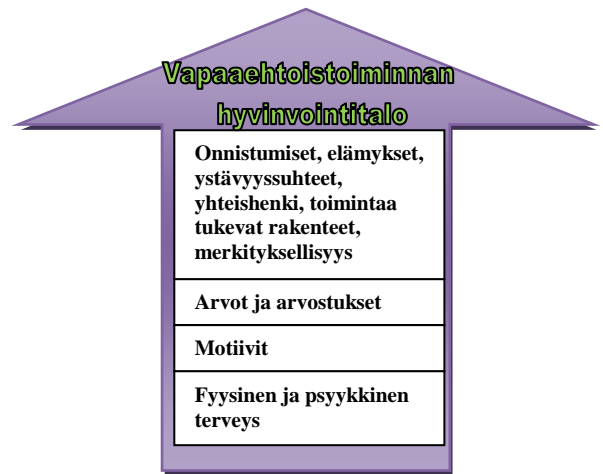 Vapaaehtoistoiminnan
hyvinvointitalo
Onnistumiset, elämykset,
ystävyyssuhteet,
yhteishenki, toimintaa
tukevat rakenteet,
merkityksellisyys
Arvot ja arvostukset
Motiivit
Fyysinen ja psyykkinen
terveys